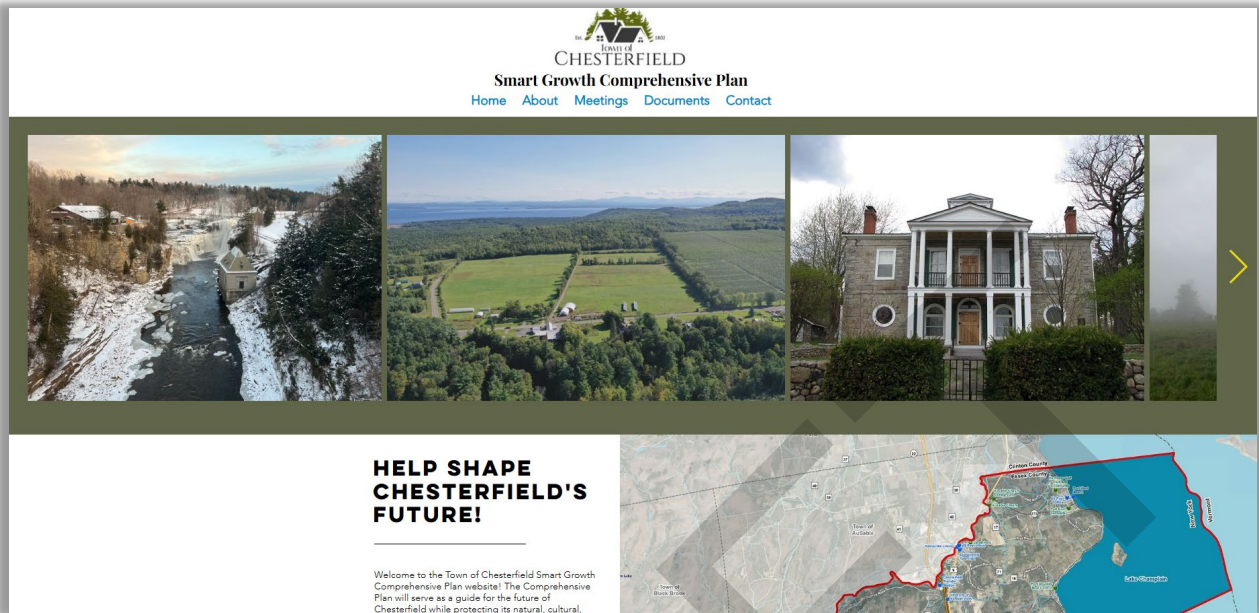 Est. 1802
Town of
CHESTERFIELD
Smart Growth Comprehensive Plan
Home About Meetings Documents Contact
HELP SHAPE
CHESTERFIELD'S
FUTURE!
Welcome to the Town of Chesterfield Smart Growth
Comprehensive Plan website! The Comprehensive
Plan will serve as a guide for the future of
Chesterfield while protecting its natural, cultural,
Clinton County
Essex County
New York
Vermont
Town of
AuSable
Lake Champlain
Town of
Black Brook